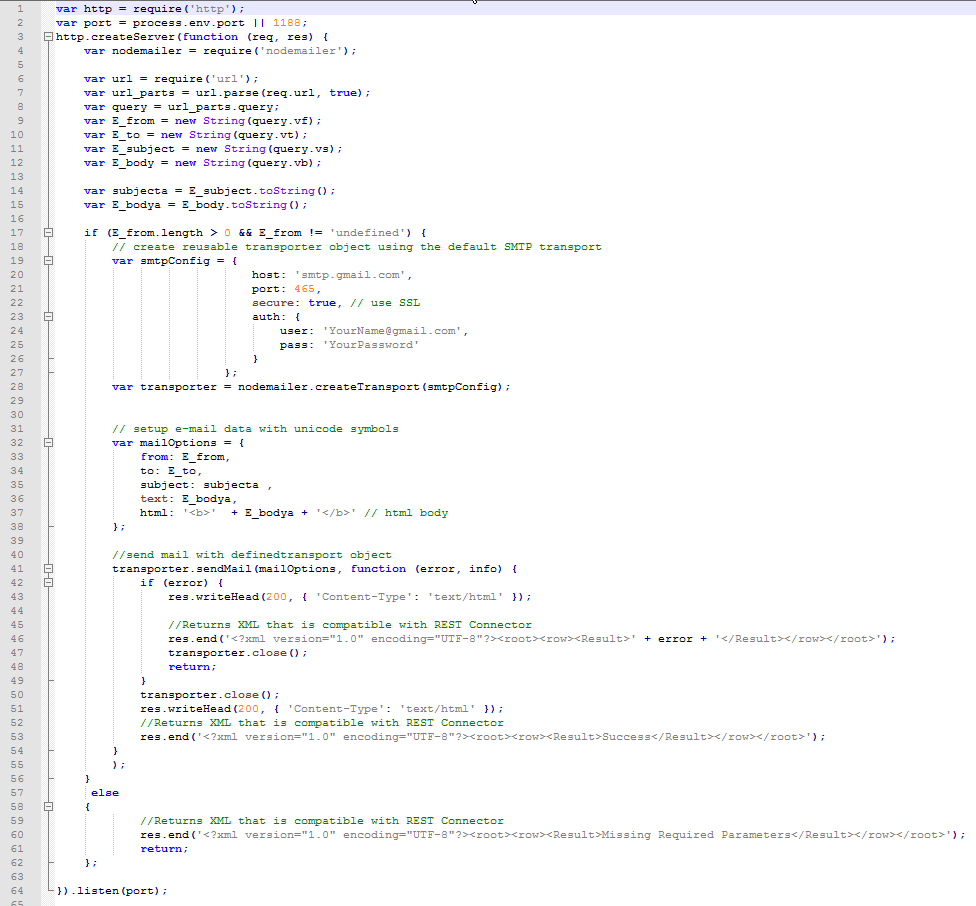 1 var http = require('http');
2 var port = process.env.port || 1188;
3 http.createServer(function (req, res) {
4     var nodemailer = require('nodemailer');
5
6     var url = require('url');
7     var url_parts = url.parse(req.url, true);
8     var query = url_parts.query;
9     var E_from = new String(query.vf);
10     var E_to = new String(query.vt);
11     var E_subject = new String(query.vs);
12     var E_body = new String(query.vb);
13
14     var subjecta = E_subject.toString();
15     var E_bodya = E_body.toString();
16
17     if (E_from.length > 0 && E_from != 'undefined') {
18         // create reusable transporter object using the default SMTP transport
19         var smtpConfig = {
20                             host: 'smtp.gmail.com',
21                             port: 465,
22                             secure: true, // use SSL
23                             auth: {
24                                 user: 'YourName@gmail.com',
25                                 pass: 'YourPassword'
26                             }
27                         };
28         var transporter = nodemailer.createTransport(smtpConfig);
29
30
31         // setup e-mail data with unicode symbols
32         var mailOptions = {
33             from: E_from,
34             to: E_to,
35             subject: subjecta ,
36             text: E_bodya,
37             html: '<b>'  + E_bodya + '</b>' // html body
38         };
39
40         //send mail with definedtransport object
41         transporter.sendMail(mailOptions, function (error, info) {
42             if (error) {
43                 res.writeHead(200, { 'Content-Type': 'text/html' });
44
45                 //Returns XML that is compatible with REST Connector
46                 res.end('<?xml version="1.0" encoding="UTF-8"?><root><row><Result>' + error + '</Result></row></root>');
47                 transporter.close();
48                 return;
49             }
50             transporter.close();
51             res.writeHead(200, { 'Content-Type': 'text/html' });
52             //Returns XML that is compatible with REST Connector
53             res.end('<?xml version="1.0" encoding="UTF-8"?><root><row><Result>Success</Result></row></root>');
54         }
55         );
56     }
57      else
58     {
59             //Returns XML that is compatible with REST Connector
60             res.end('<?xml version="1.0" encoding="UTF-8"?><root><row><Result>Missing Required Parameters</Result></row></root>');
61             return;
62     };
63
64 }).listen(port);
65